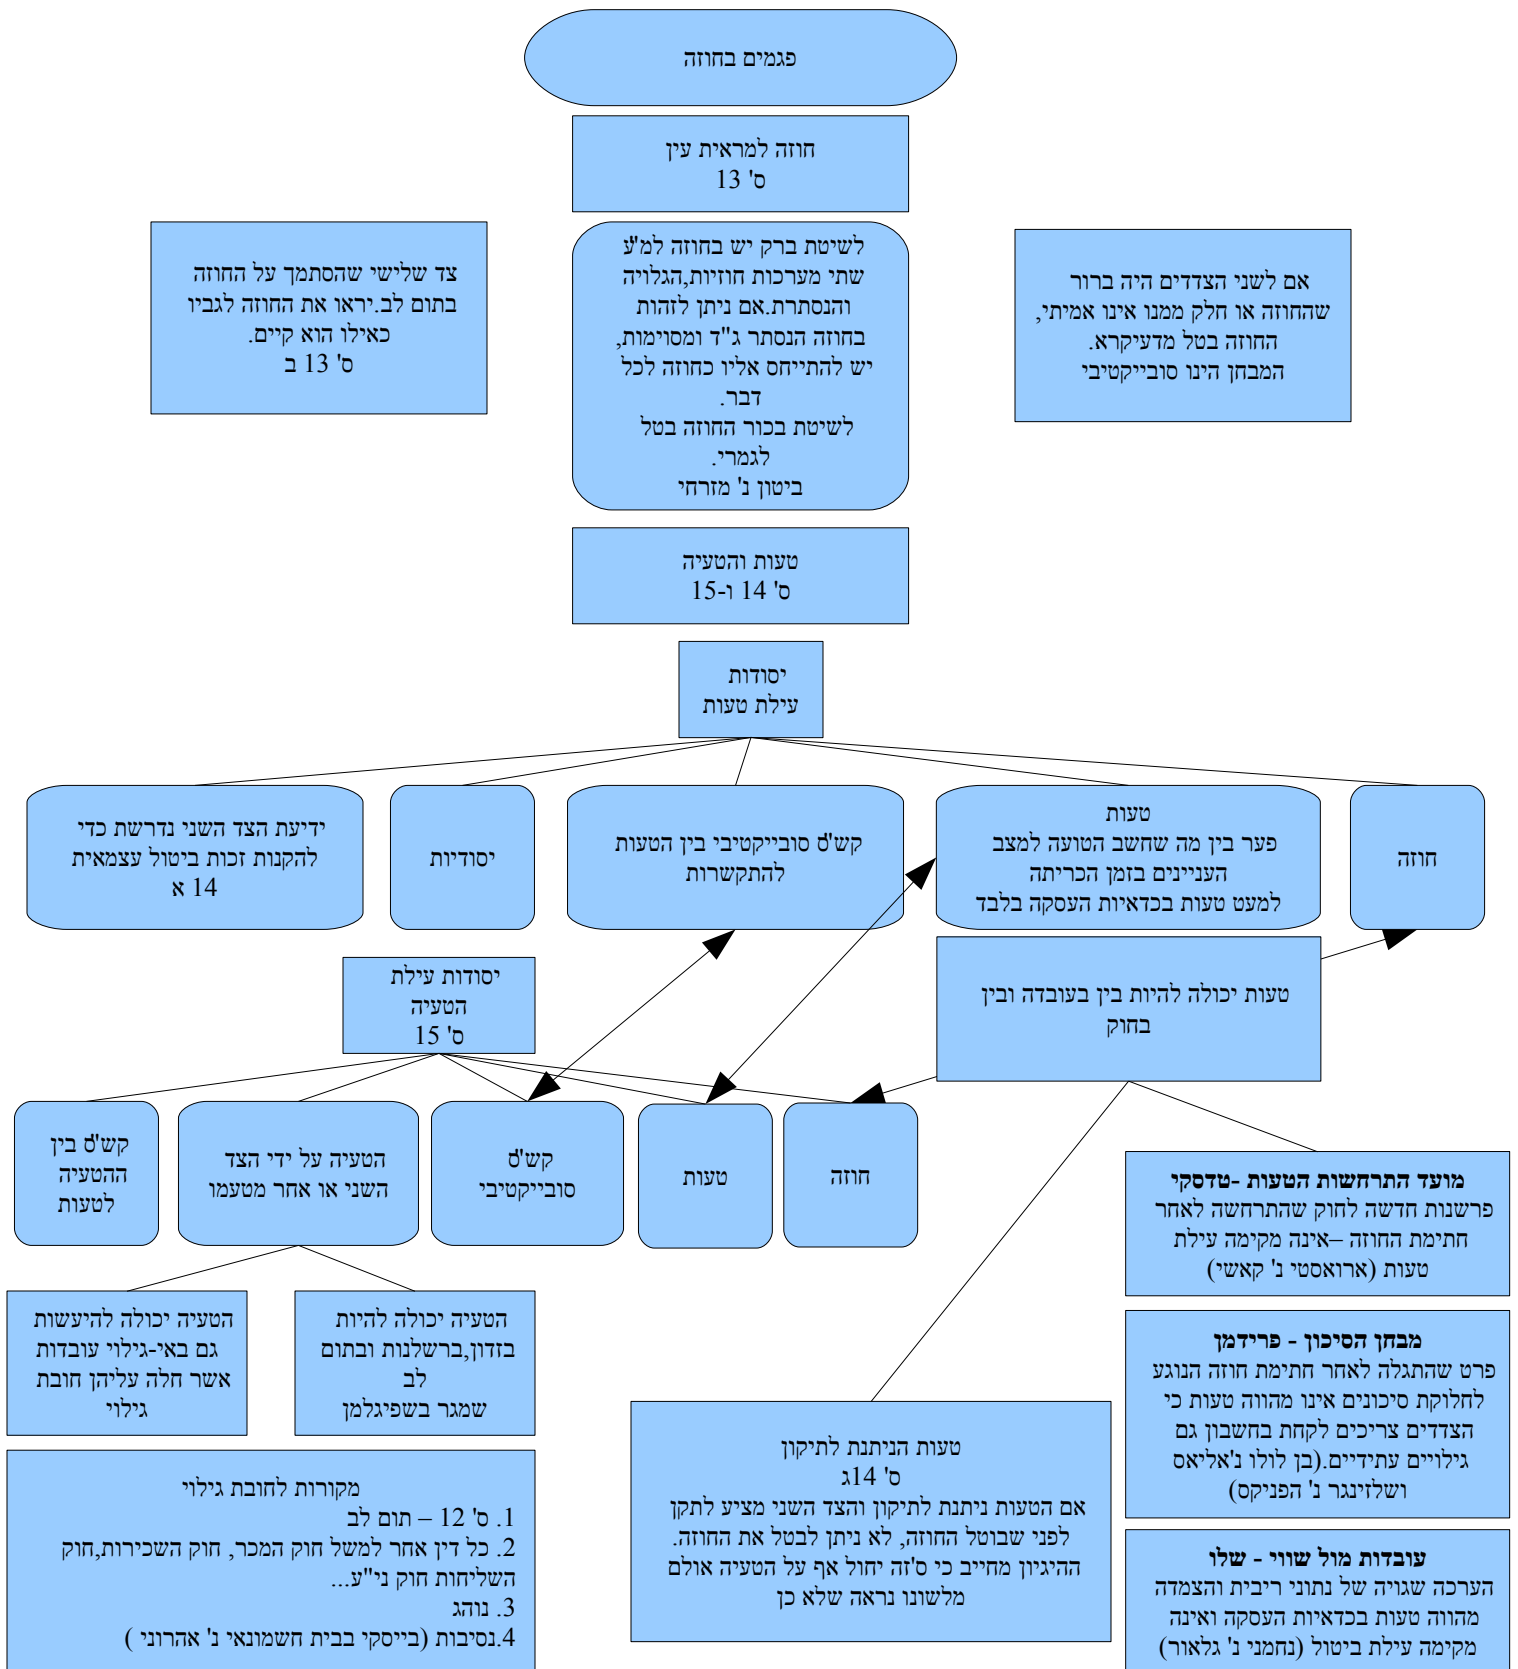 פגמים בחוזה
חוזה למראית עין
ס' 13
אם לשני הצדדים היה ברור
שהחוזה או חלק ממנו אינו אמיתי,
החוזה בטל מדעיקרא.
המבחן הינו סובייקטיבי
לשיטת ברק יש בחוזה למ"ע
שתי מערכות חוזיות,הגלויה
והנסתרת.אם ניתן לזהות
בחוזה הנסתר ג"ד ומסוימות,
יש להתייחס אליו כחוזה לכל
דבר.
לשיטת בכור החוזה בטל
לגמרי.
ביטון נ' מזרחי
צד שלישי שהסתמך על החוזה
בתום לב.יראו את החוזה לגביו
כאילו הוא קיים.
ס' 13 ב
טעות והטעיה
ס' 14 ו-15
יסודות
עילת טעות
חוזה
טעות
פער בין מה שחשב הטועה למצב
העניינים בזמן הכריתה
למעט טעות בכדאיות העסקה בלבד
קש"ס סובייקטיבי בין הטעות
להתקשרות
יסודיות
ידיעת הצד השני נדרשת כדי
להקנות זכות ביטול עצמאית
14 א
טעות יכולה להיות בין בעובדה ובין
בחוק
יסודות עילת
הטעיה
ס' 15
חוזה
טעות
קש"ס
סובייקטיבי
הטעיה על ידי הצד
השני או אחר מטעמו
קש"ס בין
ההטעיה
לטעות
מועד התרחשות הטעות -טדסקי
פרשנות חדשה לחוק שהתרחשה לאחר
חתימת החוזה –אינה מקימה עילת
טעות (ארואסטי נ' קאשי)
הטעיה יכולה להיות
בזדון,ברשלנות ובתום
לב
שמגר בשפיגלמן
הטעיה יכולה להיעשות
גם באי-גילוי עובדות
אשר חלה עליהן חובת
גילוי
מבחן הסיכון - פרידמן
פרט שהתגלה לאחר חתימת חוזה הנוגע
לחלוקת סיכונים אינו מהווה טעות כי
הצדדים צריכים לקחת בחשבון גם
גילויים עתידיים.(בן לולו נ'אליאס
ושלזינגר נ' הפניקס)
טעות הניתנת לתיקון
ס' 14ג
אם הטעות ניתנת לתיקון והצד השני מציע לתקן
לפני שבוטל החוזה, לא ניתן לבטל את החוזה.
ההיגיון מחייב כי ס'זה יחול אף על הטעיה אולם
מלשונו נראה שלא כן
מקורות לחובת גילוי
1. ס' 12 – תום לב
2. כל דין אחר למשל חוק המכר, חוק השכירות,חוק
השליחות חוק ני"ע...
3. נוהג
4.נסיבות (בייסקי בבית חשמונאי נ' אהרוני )
עובדות מול שווי - שלו
הערכה שגויה של נתוני ריבית והצמדה
מהווה טעות בכדאיות העסקה ואינה
מקימה עילת ביטול (נחמני נ' גלאור)